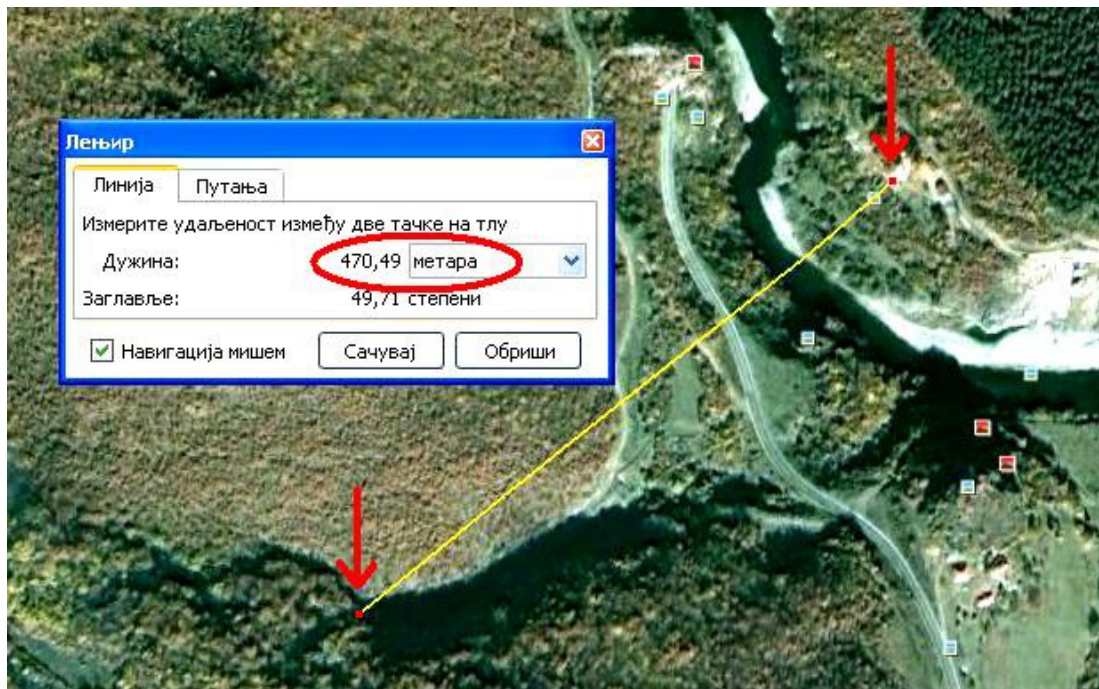 Лењир
Линија Путања
Измерите удаљеност између две тачке на тлу
Дужина: 470,49 метара
Заглавље: 49,71 степени
Навигација мишем Сачувај Обриши